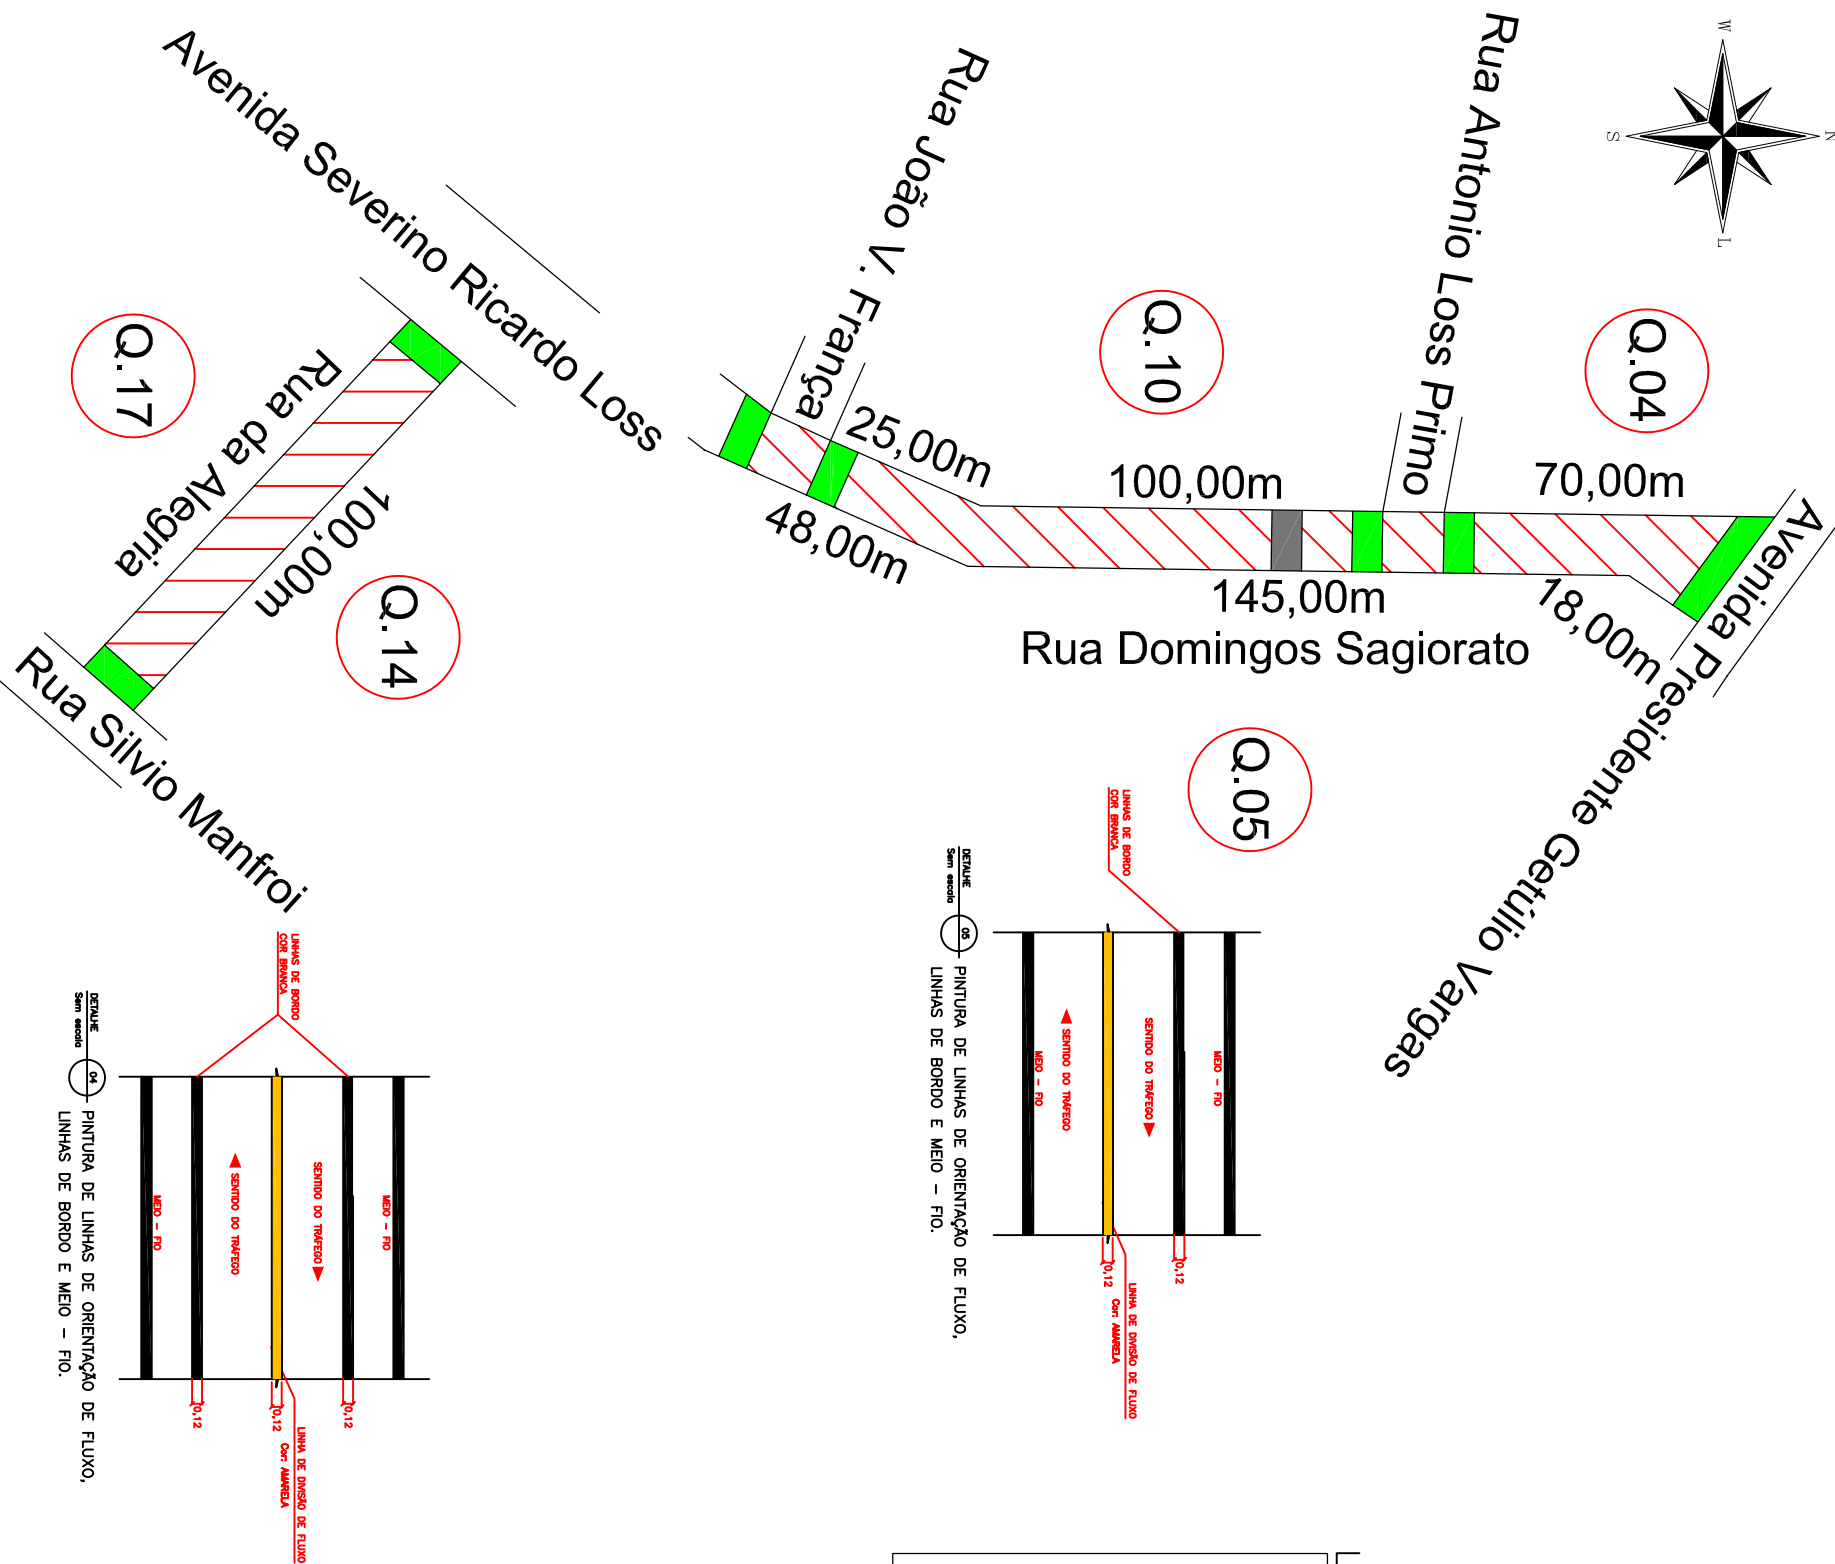 W
N
S
L
Avenida Severino Ricardo Loss
Rua João V. França
Rua Antonio Loss Primo
Q.04
Q.10
Q.17
Rua da Alegria
100,00m
Q.14
Rua Silvio Manfroi
25,00m
48,00m
100,00m
70,00m
145,00m
18,00m
Rua Domingos Sagiorato
Avenida Presidente Getúlio Vargas
Q.05
LINHAS DE BORDO
COR BRANCA
DETALHE
Sem escala
05
PINTURA DE LINHAS DE ORIENTAÇÃO DE FLUXO,
LINHAS DE BORDO E MEIO - FIO.
MEIO - FIO
SENTIDO DO TRÁFEGO
SENTIDO DO TRÁFEGO
MEIO - FIO
0,12
0,12
LINHA DE DIVISÃO DE FLUXO
Cor: AMARELA
LINHAS DE BORDO
COR BRANCA
DETALHE
Sem escala
04
PINTURA DE LINHAS DE ORIENTAÇÃO DE FLUXO,
LINHAS DE BORDO E MEIO - FIO.
MEIO - FIO
SENTIDO DO TRÁFEGO
SENTIDO DO TRÁFEGO
MEIO - FIO
0,12
0,12
0,12
LINHA DE DIVISÃO DE FLUXO
Cor: AMARELA